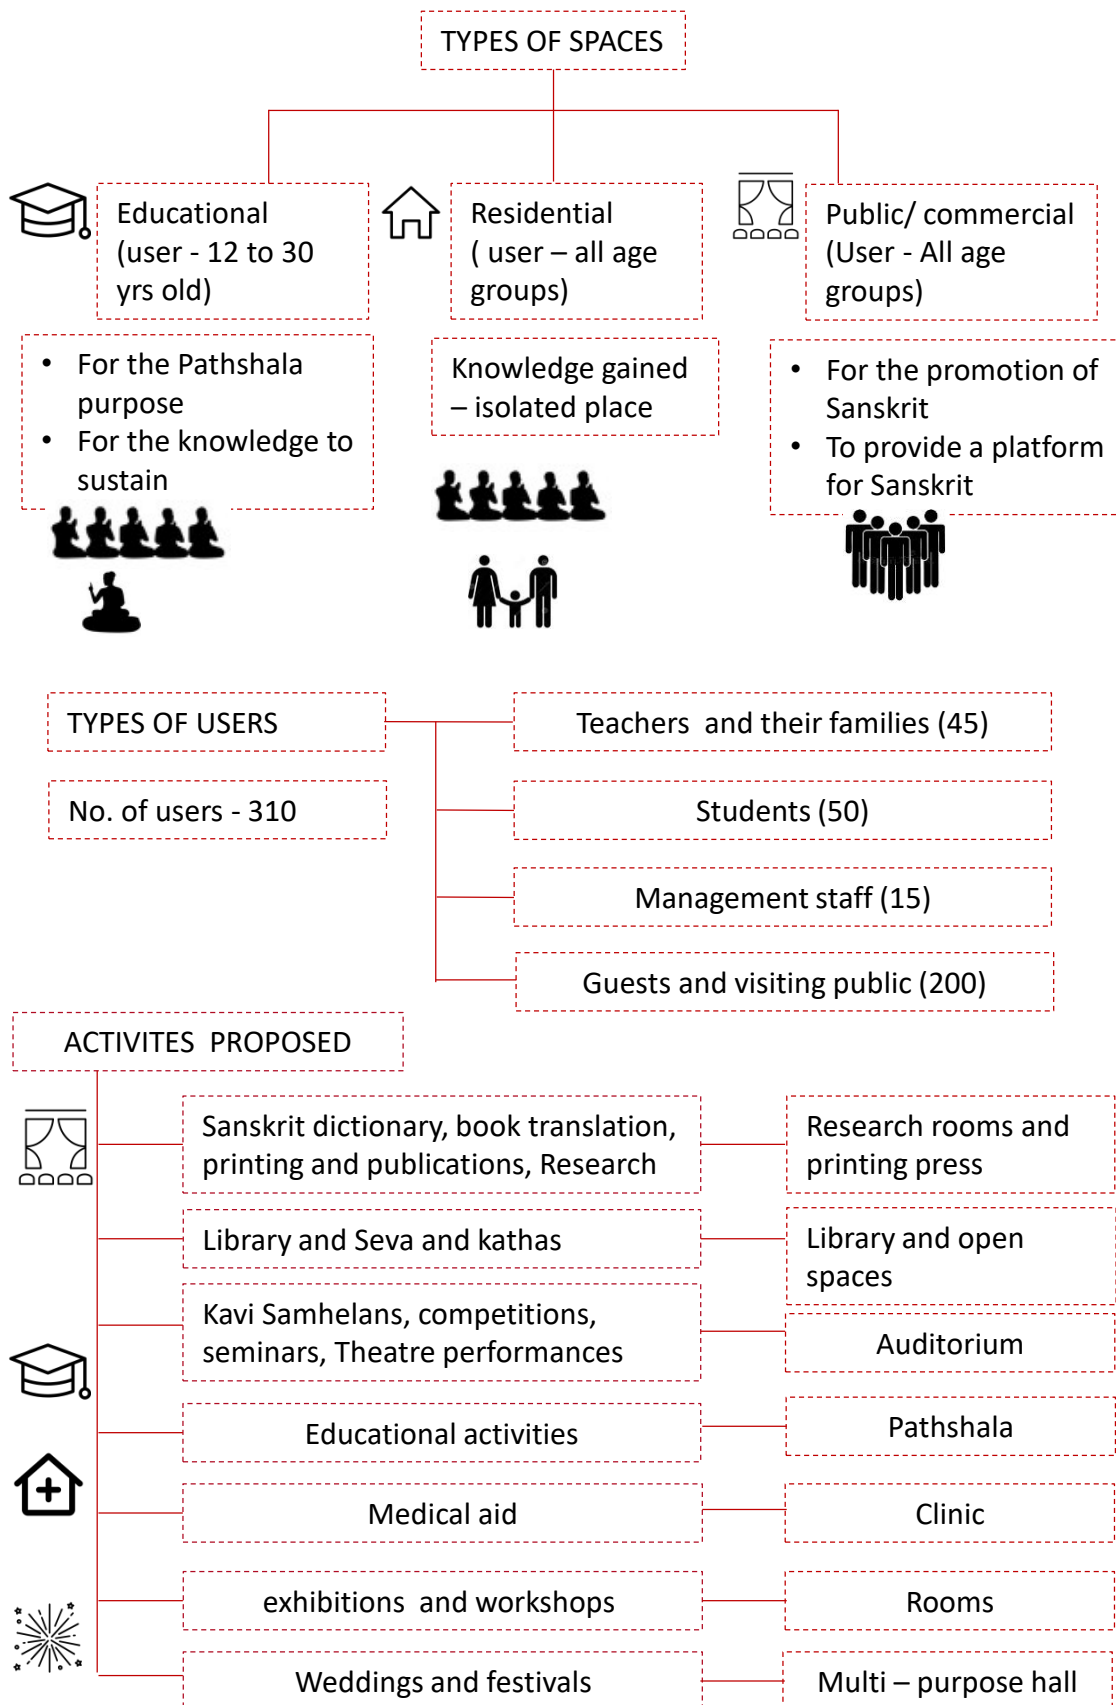 TYPES OF SPACES
Educational
(user - 12 to 30
yrs old)
Residential
( user – all age
groups)
Public/ commercial
(User - All age
groups)
• For the Pathshala
purpose
• For the knowledge to
sustain
Knowledge gained
– isolated place
• For the promotion of
Sanskrit
• To provide a platform
for Sanskrit
TYPES OF USERS
No. of users - 310
Teachers and their families (45)
Students (50)
Management staff (15)
Guests and visiting public (200)
ACTIVITES PROPOSED
Sanskrit dictionary, book translation,
printing and publications, Research
Research rooms and
printing press
Library and Seva and kathas
Library and open
spaces
Kavi Samhelans, competitions,
seminars, Theatre performances
Auditorium
Educational activities
Pathshala
Medical aid
Clinic
exhibitions and workshops
Rooms
Weddings and festivals
Multi – purpose hall